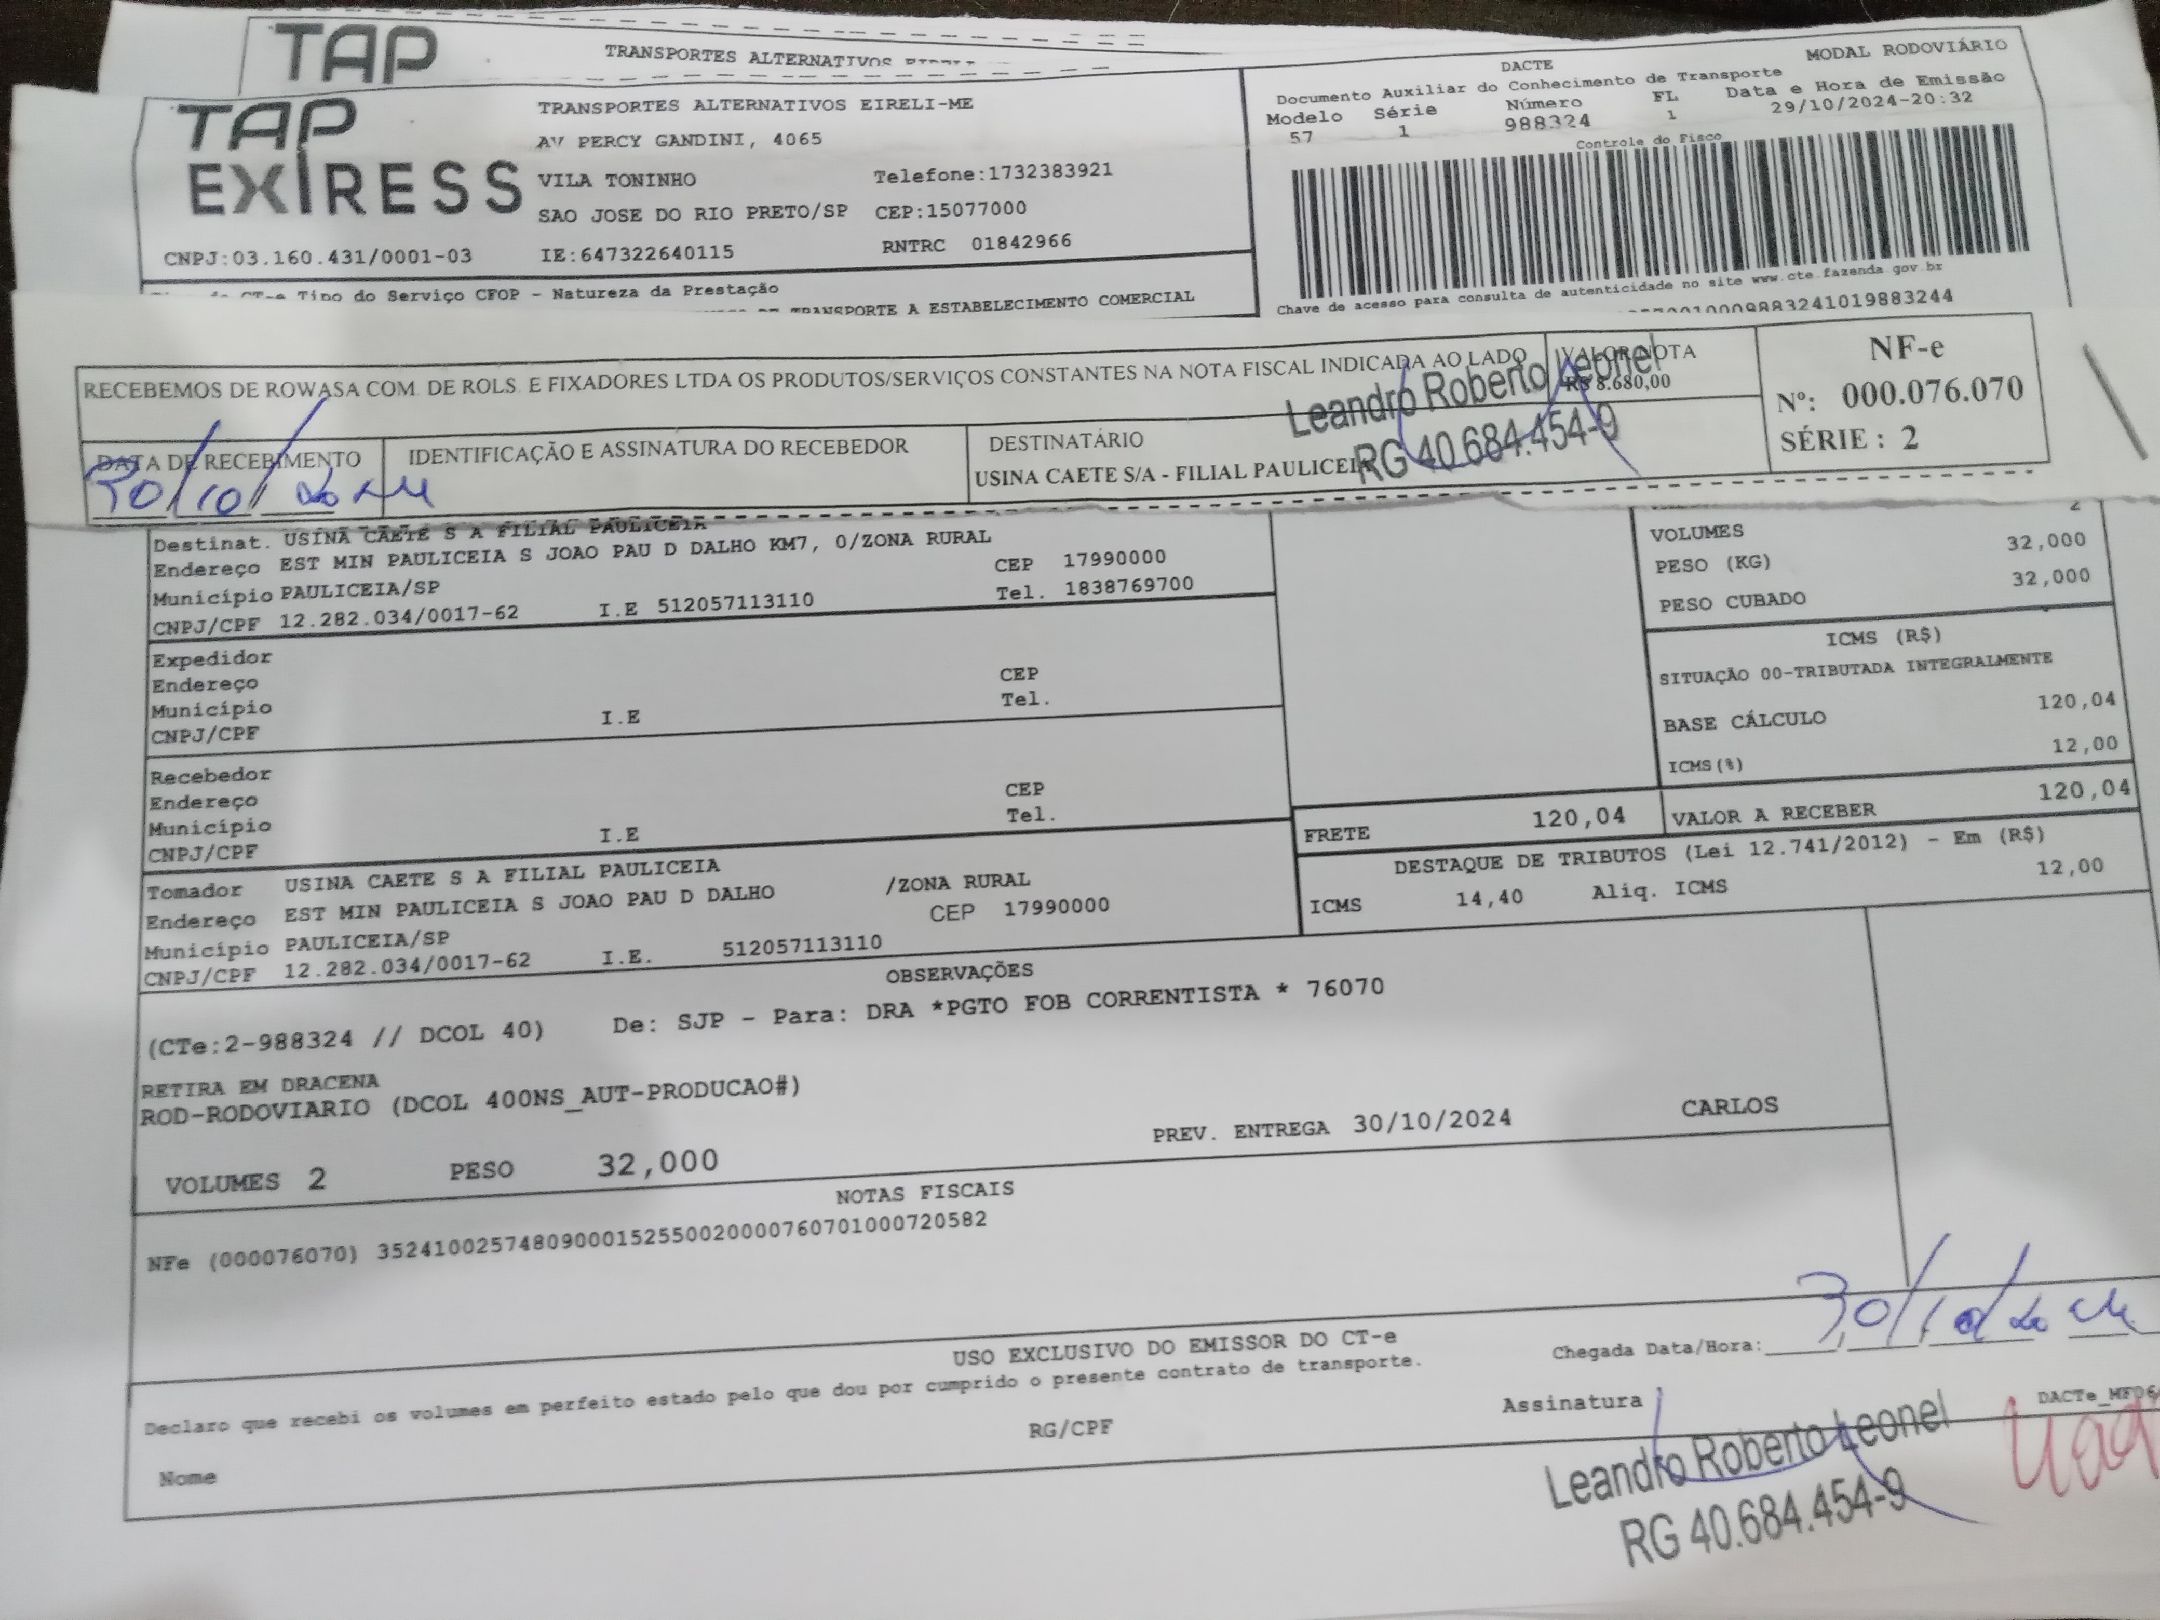 TAP
TRANSPORTES ALTERNATIVOS
TAP
EXPRESS
TRANSPORTES ALTERNATIVOS EIRELI-ME
AV PERCY GANDINI, 4065
VILA TONINHO Telefone:1732383921
SAO JOSE DO RIO PRETO/SP CEP:15077000
CNPJ:03.160.431/0001-03 IE:647322640115 RNTRC 01842966
DACTE MODAL RODOVIÁRIO
Documento Auxiliar do Conhecimento de Transporte
Modelo Série Número FL Data e Hora de Emissão
57 1 988324 1 29/10/2024-20:32
Controle do Fisco
Chave de acesso para consulta de autenticidade no site www.cte.fazenda.gov.br
CT-e Tipo do Serviço CFOP - Natureza da Prestação
TRANSPORTE A ESTABELECIMENTO COMERCIAL
RECEBEMOS DE ROWASA COM. DE ROLS. E FIXADORES LTDA OS PRODUTOS/SERVIÇOS CONSTANTES NA NOTA FISCAL INDICADA AO LADO
VALOR NOTA
R$ 8.680,00
NF-e
Nº: 000.076.070
SÉRIE : 2
DATA DE RECEBIMENTO
30/10/2024
IDENTIFICAÇÃO E ASSINATURA DO RECEBEDOR
DESTINATÁRIO
USINA CAETE S/A - FILIAL PAULICEIA
Leandro Roberto Leonel
RG 40.684.454-9
Destinat. USINA CAETE S A FILIAL PAULICEIA
Endereço EST MIN PAULICEIA S JOAO PAU D DALHO KM7, 0/ZONA RURAL
Município PAULICEIA/SP CEP 17990000
CNPJ/CPF 12.282.034/0017-62 I.E 512057113110 Tel. 1838769700
Expedidor
Endereço CEP
Município Tel.
CNPJ/CPF I.E
Recebedor
Endereço CEP
Município Tel.
CNPJ/CPF I.E
Tomador USINA CAETE S A FILIAL PAULICEIA
Endereço EST MIN PAULICEIA S JOAO PAU D DALHO /ZONA RURAL
Município PAULICEIA/SP CEP 17990000
CNPJ/CPF 12.282.034/0017-62 I.E. 512057113110
VOLUMES 2
PESO (KG) 32,000
PESO CUBADO 32,000
ICMS (R$)
SITUAÇÃO 00-TRIBUTADA INTEGRALMENTE
BASE CÁLCULO 120,04
ICMS(%) 12,00
FRETE 120,04 VALOR A RECEBER 120,04
DESTAQUE DE TRIBUTOS (Lei 12.741/2012) - Em (R$)
ICMS 14,40 Aliq. ICMS 12,00
OBSERVAÇÕES
(CTe:2-988324 // DCOL 40) De: SJP - Para: DRA *PGTO FOB CORRENTISTA * 76070
RETIRA EM DRACENA
ROD-RODOVIARIO (DCOL 400NS_AUT-PRODUCAO#)
VOLUMES 2 PESO 32,000 PREV. ENTREGA 30/10/2024 CARLOS
NOTAS FISCAIS
NFe (000076070) 35241002574809000152550020000760701000720582
USO EXCLUSIVO DO EMISSOR DO CT-e
Declaro que recebi os volumes em perfeito estado pelo que dou por cumprido o presente contrato de transporte.
Chegada Data/Hora: 30/10/2024
Nome RG/CPF Assinatura
Leandro Roberto Leonel
RG 40.684.454-9